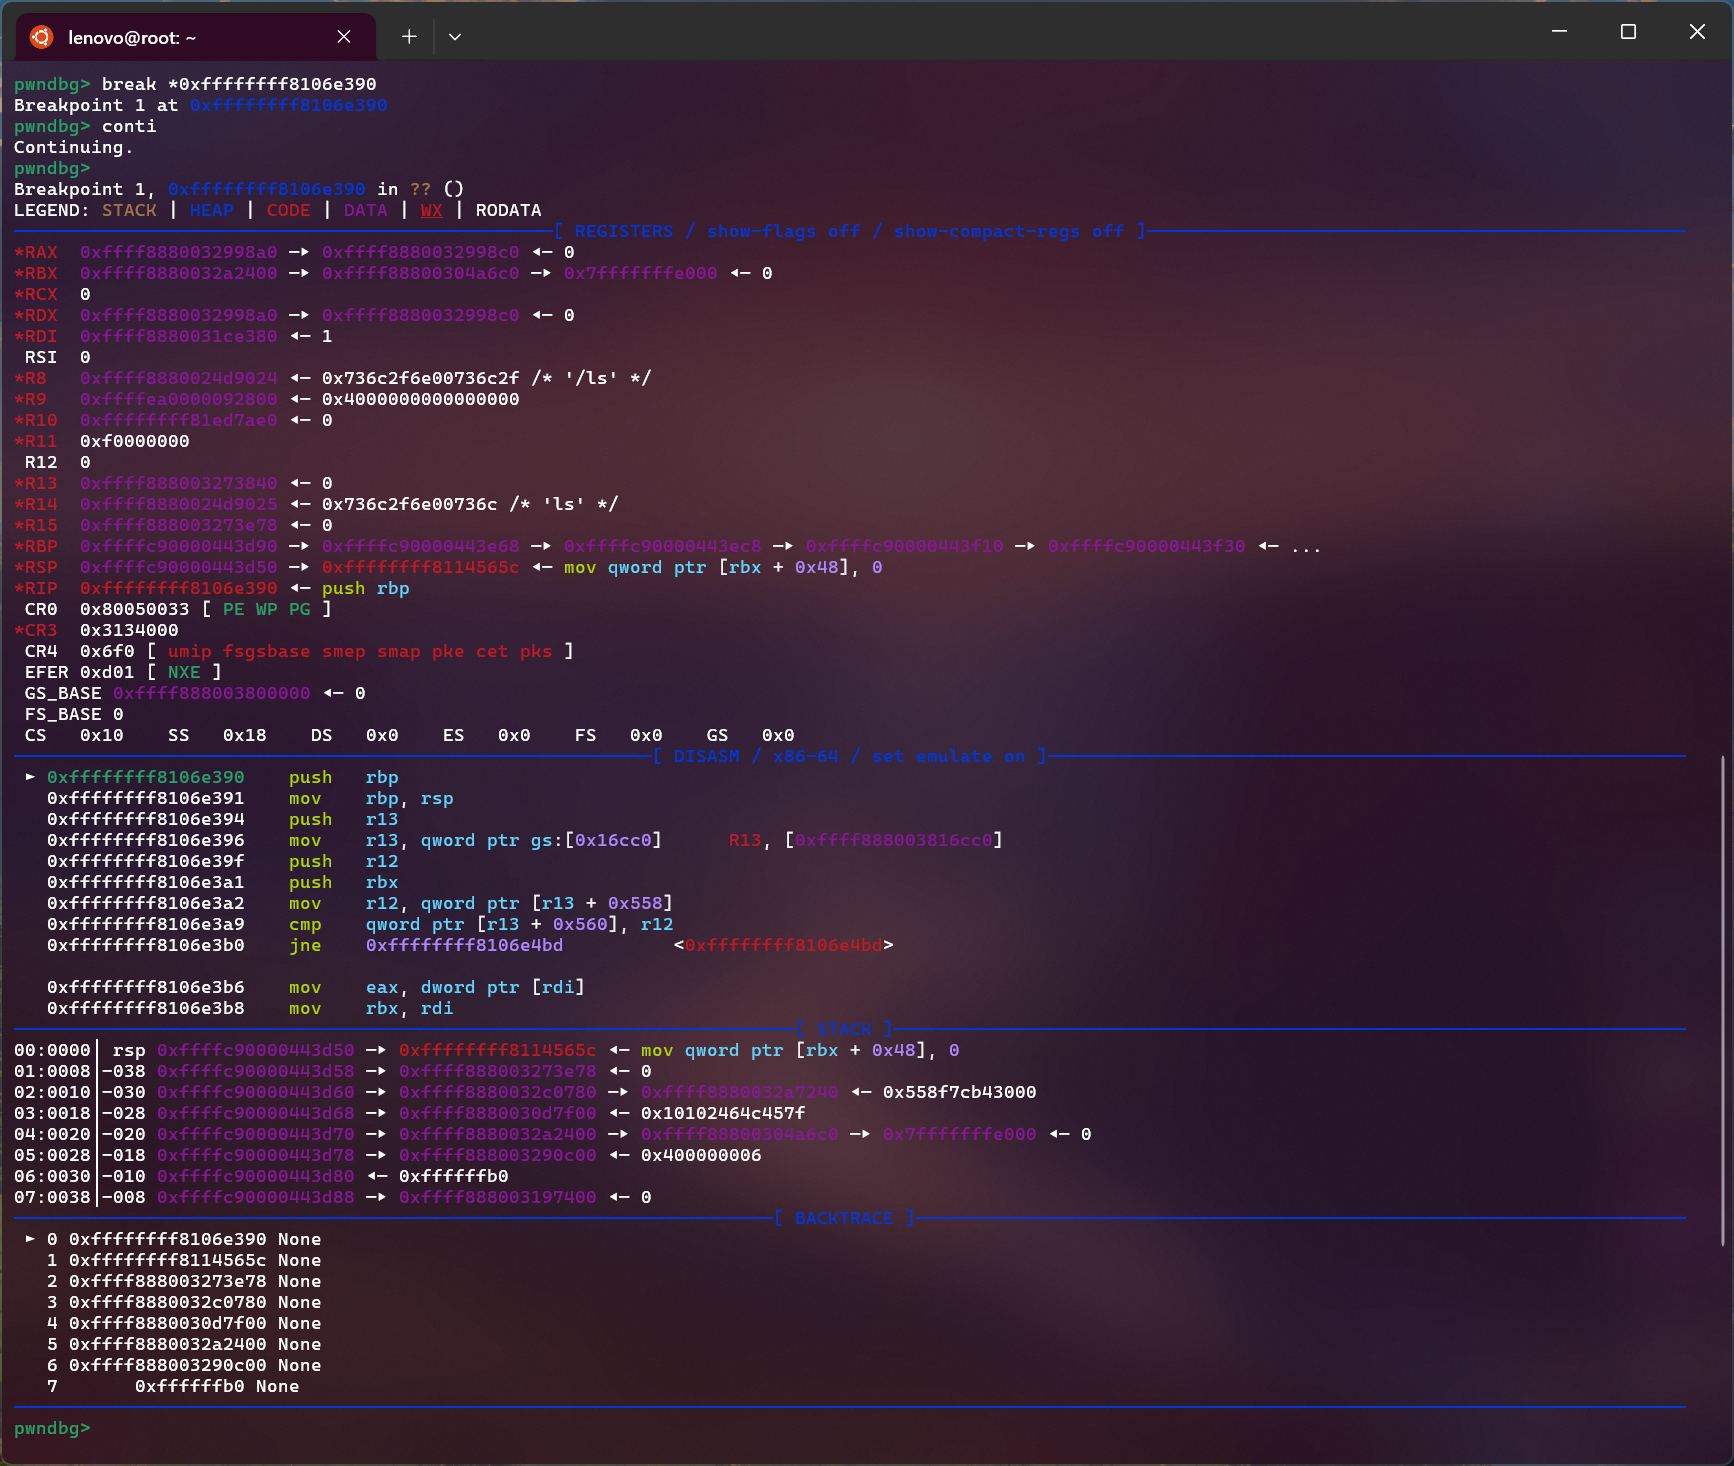 lenovo@root: ~
pwndbg> break *0xffffffff8106e390
Breakpoint 1 at 0xffffffff8106e390
pwndbg> conti
Continuing.
pwndbg>
Breakpoint 1, 0xffffffff8106e390 in ?? ()
LEGEND: STACK | HEAP | CODE | DATA | WX | RODATA
[ REGISTERS / show-flags off / show-compact-regs off ]
*RAX  0xffff8880032998a0 —▸ 0xffff8880032998c0 ◂— 0
*RBX  0xffff8880032a2400 —▸ 0xffff88800304a6c0 —▸ 0x7fffffffe000 ◂— 0
*RCX  0
*RDX  0xffff8880032998a0 —▸ 0xffff8880032998c0 ◂— 0
*RDI  0xffff8880031ce380 ◂— 1
RSI  0
*R8   0xffff8880024d9024 ◂— 0x736c2f6e00736c2f /* '/ls' */
*R9   0xffffea0000092800 ◂— 0x4000000000000000
*R10  0xffffffff81ed7ae0 ◂— 0
*R11  0xf0000000
R12  0
*R13  0xffff888003273840 ◂— 0
*R14  0xffff8880024d9025 ◂— 0x736c2f6e00736c /* 'ls' */
*R15  0xffff888003273e78 ◂— 0
*RBP  0xffffc90000443d90 —▸ 0xffffc90000443e68 —▸ 0xffffc90000443ec8 —▸ 0xffffc90000443f10 —▸ 0xffffc90000443f30 ◂— ...
*RSP  0xffffc90000443d50 —▸ 0xffffffff8114565c ◂— mov qword ptr [rbx + 0x48], 0
*RIP  0xffffffff8106e390 ◂— push rbp
CR0  0x80050033 [ PE WP PG ]
*CR3  0x3134000
CR4  0x6f0 [ umip fsgsbase smep smap pke cet pks ]
EFER 0xd01 [ NXE ]
GS_BASE 0xffff888003800000 ◂— 0
FS_BASE 0
CS   0x10    SS   0x18    DS   0x0    ES   0x0    FS   0x0    GS   0x0
[ DISASM / x86-64 / set emulate on ]
► 0xffffffff8106e390    push   rbp
0xffffffff8106e391    mov    rbp, rsp
0xffffffff8106e394    push   r13
0xffffffff8106e396    mov    r13, qword ptr gs:[0x16cc0]      R13, [0xffff888003816cc0]
0xffffffff8106e39f    push   r12
0xffffffff8106e3a1    push   rbx
0xffffffff8106e3a2    mov    r12, qword ptr [r13 + 0x558]
0xffffffff8106e3a9    cmp    qword ptr [r13 + 0x560], r12
0xffffffff8106e3b0    jne    0xffffffff8106e4bd          <0xffffffff8106e4bd>
0xffffffff8106e3b6    mov    eax, dword ptr [rdi]
0xffffffff8106e3b8    mov    rbx, rdi
[ STACK ]
00:0000│ rsp 0xffffc90000443d50 —▸ 0xffffffff8114565c ◂— mov qword ptr [rbx + 0x48], 0
01:0008│-038 0xffffc90000443d58 —▸ 0xffff888003273e78 ◂— 0
02:0010│-030 0xffffc90000443d60 —▸ 0xffff8880032c0780 —▸ 0xffff8880032a7240 ◂— 0x558f7cb43000
03:0018│-028 0xffffc90000443d68 —▸ 0xffff8880030d7f00 ◂— 0x10102464c457f
04:0020│-020 0xffffc90000443d70 —▸ 0xffff8880032a2400 —▸ 0xffff88800304a6c0 —▸ 0x7fffffffe000 ◂— 0
05:0028│-018 0xffffc90000443d78 —▸ 0xffff888003290c00 ◂— 0x400000006
06:0030│-010 0xffffc90000443d80 ◂— 0xffffffb0
07:0038│-008 0xffffc90000443d88 —▸ 0xffff888003197400 ◂— 0
[ BACKTRACE ]
► 0 0xffffffff8106e390 None
1 0xffffffff8114565c None
2 0xffff888003273e78 None
3 0xffff8880032c0780 None
4 0xffff8880030d7f00 None
5 0xffff8880032a2400 None
6 0xffff888003290c00 None
7       0xffffffb0 None
pwndbg>